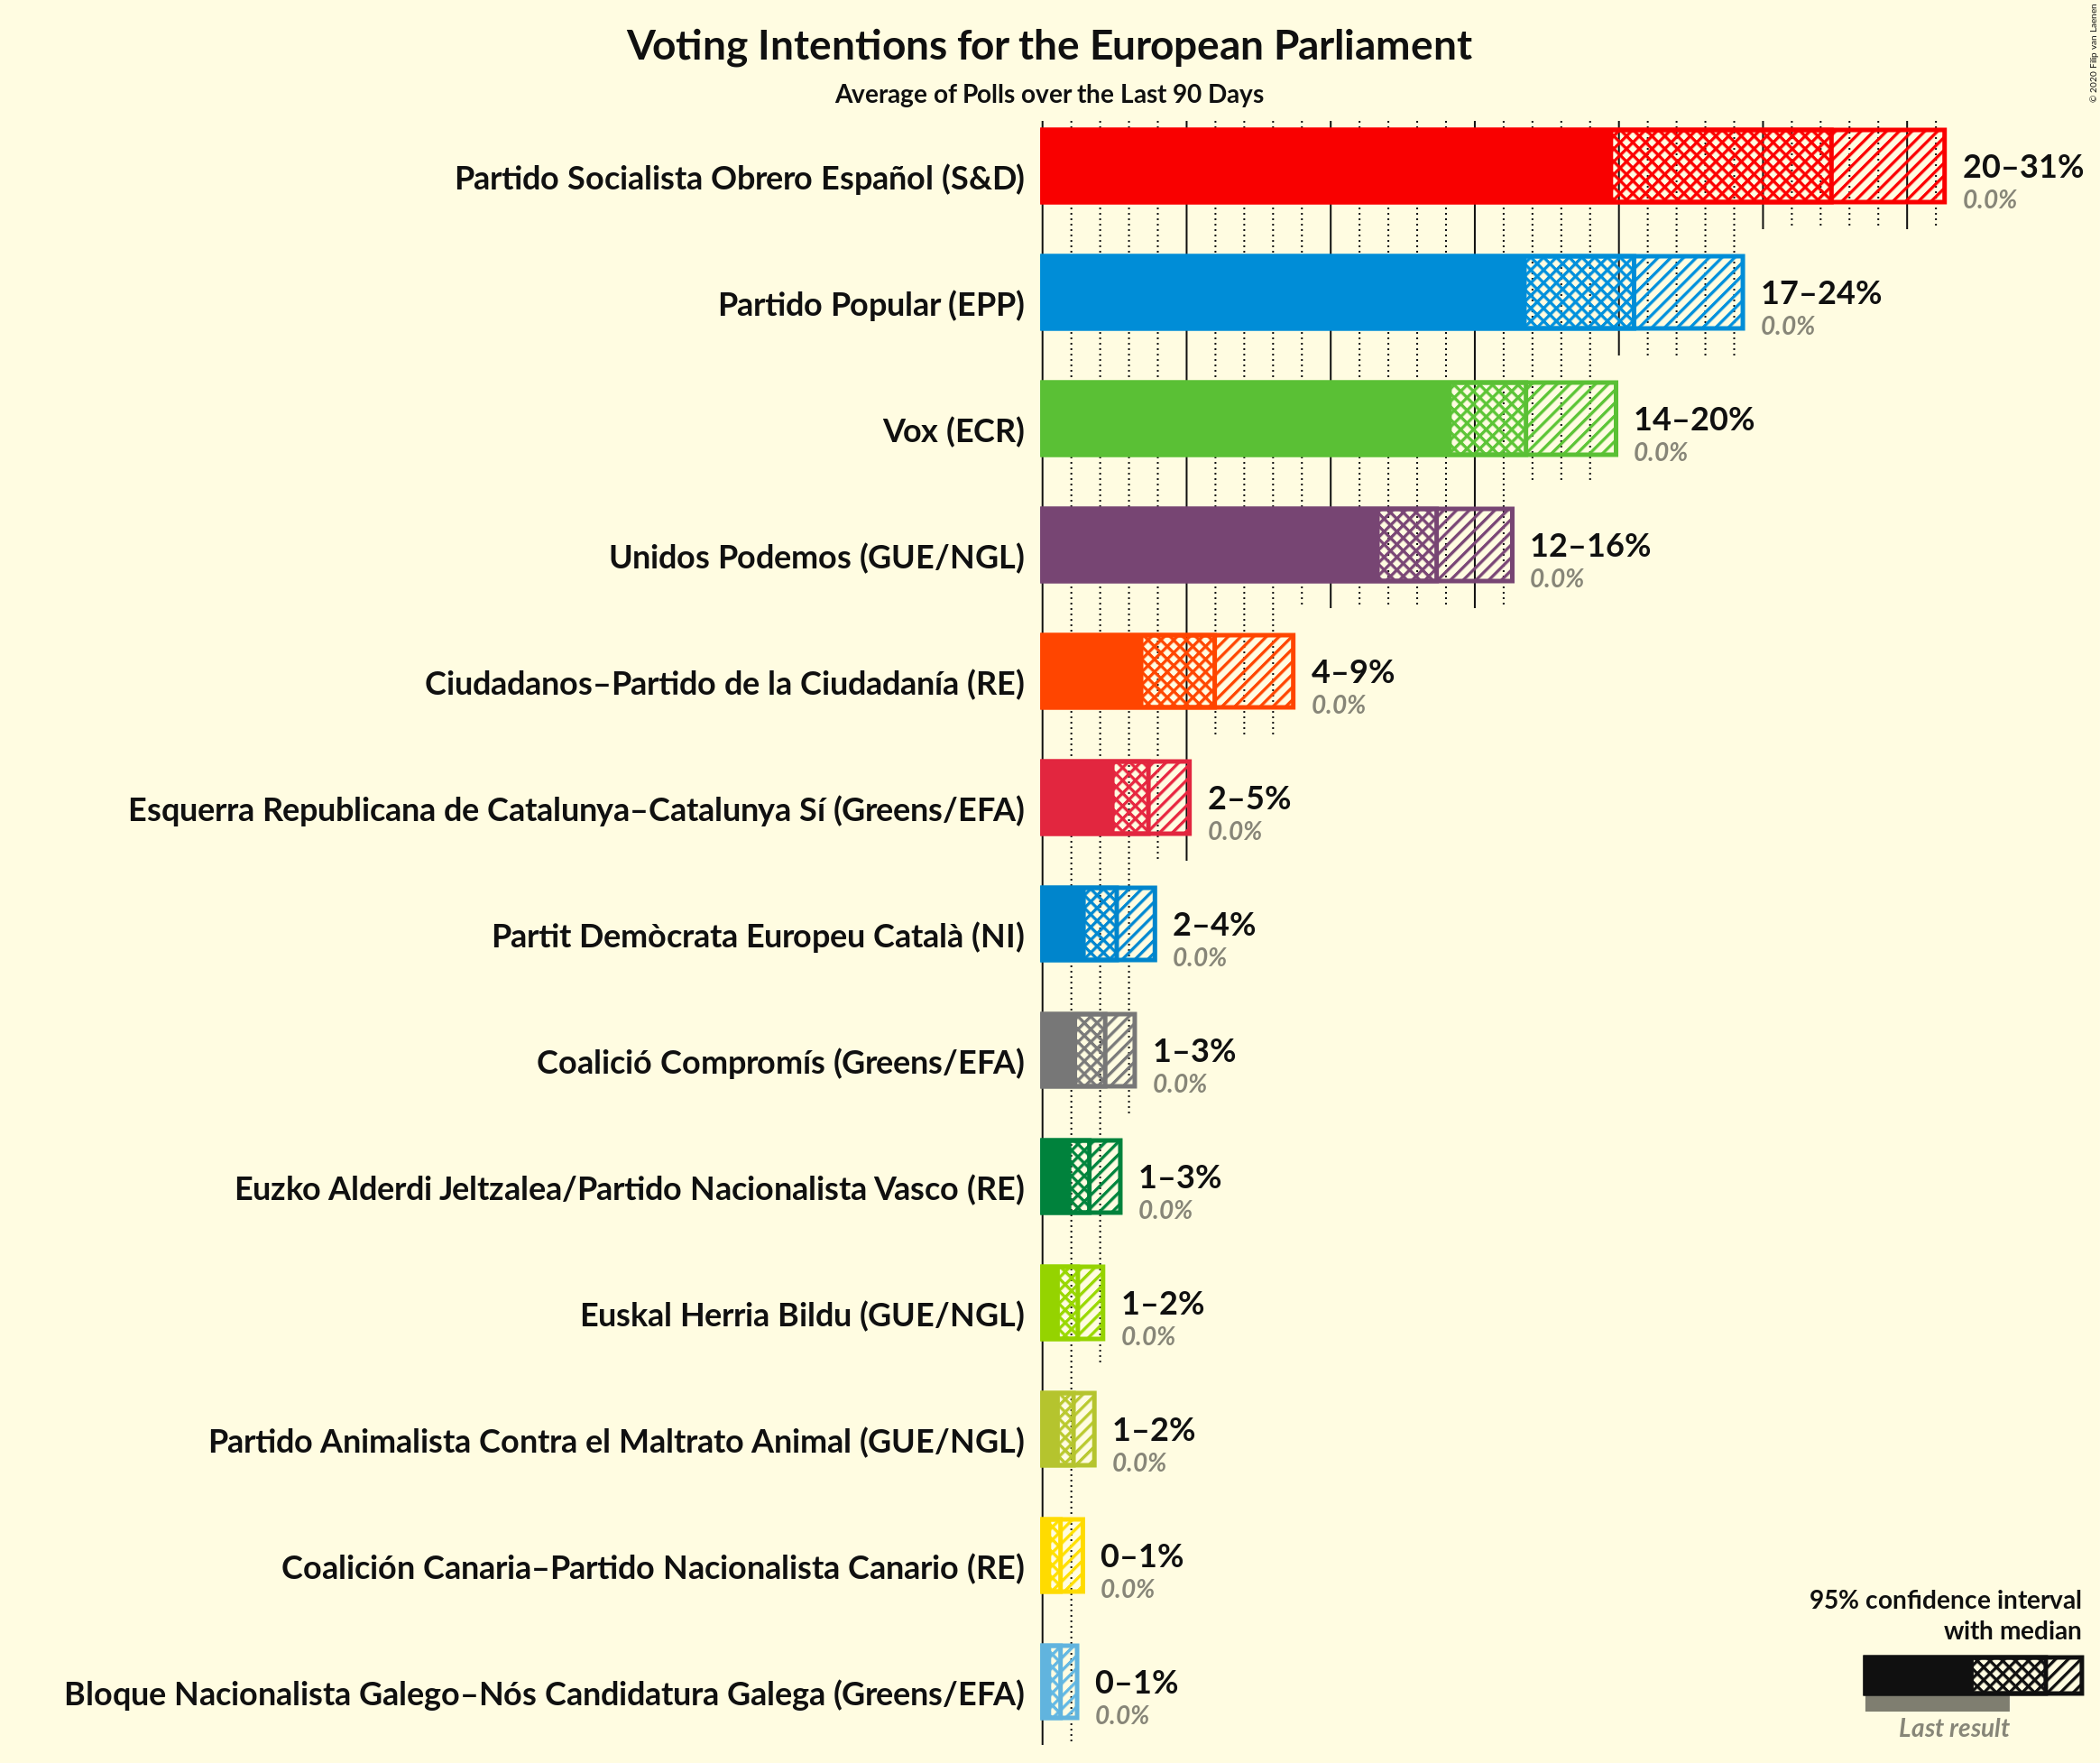 Voting Intentions for the European Parliament
Average of Polls over the Last 90 Days
© 2020 Filip van Laenen
Partido Socialista Obrero Español (S&D)
20–31%
0.0%
Partido Popular (EPP)
17–24%
0.0%
Vox (ECR)
14–20%
0.0%
Unidos Podemos (GUE/NGL)
12–16%
0.0%
Ciudadanos–Partido de la Ciudadanía (RE)
4–9%
0.0%
Esquerra Republicana de Catalunya–Catalunya Sí (Greens/EFA)
2–5%
0.0%
Partit Demòcrata Europeu Català (NI)
2–4%
0.0%
Coalició Compromís (Greens/EFA)
1–3%
0.0%
Euzko Alderdi Jeltzalea/Partido Nacionalista Vasco (RE)
1–3%
0.0%
Euskal Herria Bildu (GUE/NGL)
1–2%
0.0%
Partido Animalista Contra el Maltrato Animal (GUE/NGL)
1–2%
0.0%
Coalición Canaria–Partido Nacionalista Canario (RE)
0–1%
0.0%
Bloque Nacionalista Galego–Nós Candidatura Galega (Greens/EFA)
0–1%
0.0%
95% confidence interval
with median
Last result